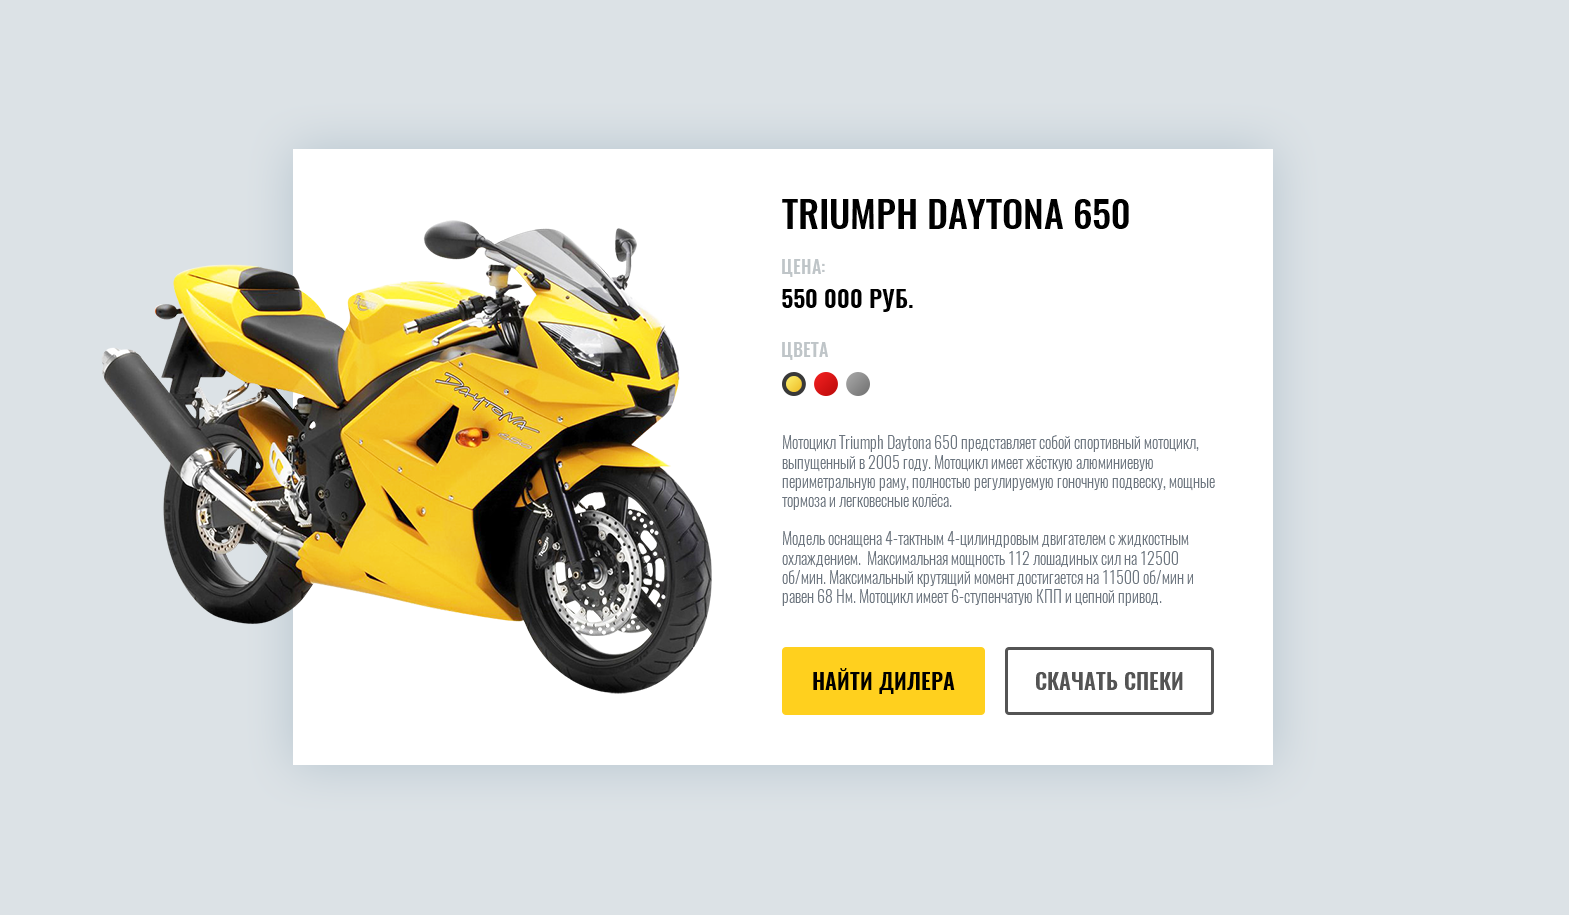 TRIUMPH DAYTONA 650
ЦЕНА:
550 000 РУБ.
ЦВЕТА
Мотоцикл Triumph Daytona 650 представляет собой спортивный мотоцикл,
выпущенный в 2005 году. Мотоцикл имеет жёсткую алюминиевую
периметральную раму, полностью регулируемую гоночную подвеску, мощные
тормоза и легковесные колёса.
Модель оснащена 4-тактным 4-цилиндровым двигателем с жидкостным
охлаждением.  Максимальная мощность 112 лошадиных сил на 12500
об/мин. Максимальный крутящий момент достигается на 11500 об/мин и
равен 68 Нм. Мотоцикл имеет 6-ступенчатую КПП и цепной привод.
НАЙТИ ДИЛЕРА
СКАЧАТЬ СПЕКИ
DAYTONA